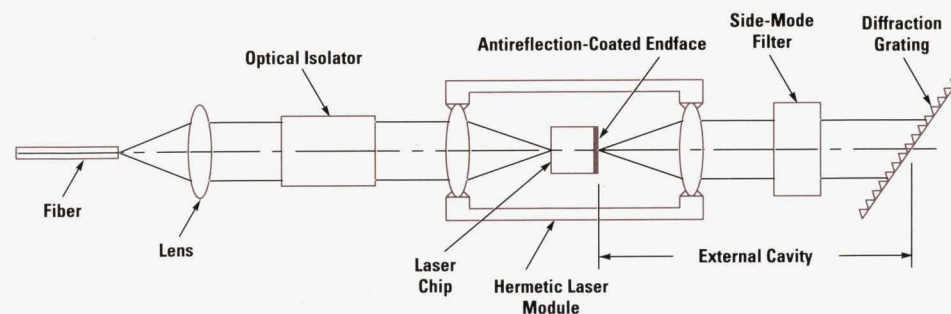 Diffraction
Grating
Side-Mode
Filter
Antireflection-Coated Endface
Optical Isolator
Fiber
Lens
Laser
Chip
Hermetic Laser
Module
External Cavity